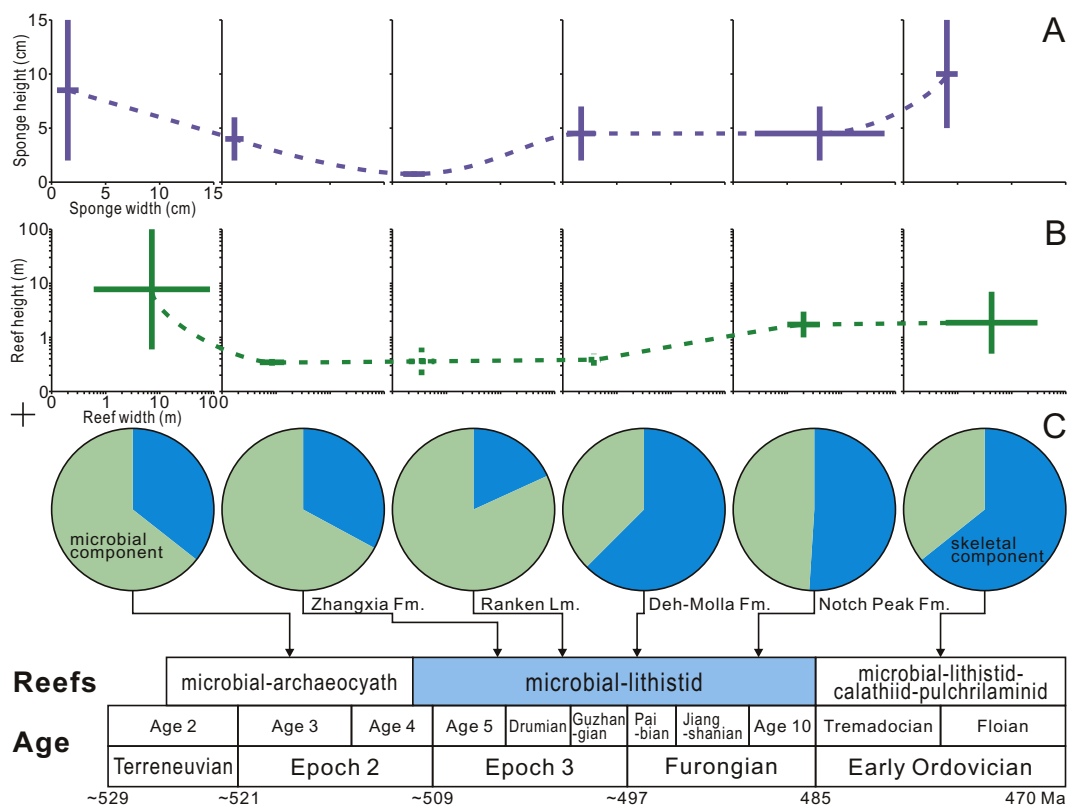 A
Sponge height (cm)
15
10
5
0
0 5 10 15
Sponge width (cm)
B
Reef height (m)
100
10
1
0
0 1 10 100
Reef width (m)
C
microbial
component
skeletal
component
Zhangxia Fm.
Ranken Lm.
Deh-Molla Fm.
Notch Peak Fm.
Reefs
microbial-archaeocyath
microbial-lithistid
microbial-lithistid-
calathiid-pulchrilaminid
Age
Age 2
Age 3
Age 4
Age 5
Drumian
Guzhan
-gian
Pai
-bian
Jiang
-shanian
Age 10
Tremadocian
Floian
Terreneuvian
Epoch 2
Epoch 3
Furongian
Early Ordovician
~529 ~521 ~509 ~497 485 470 Ma